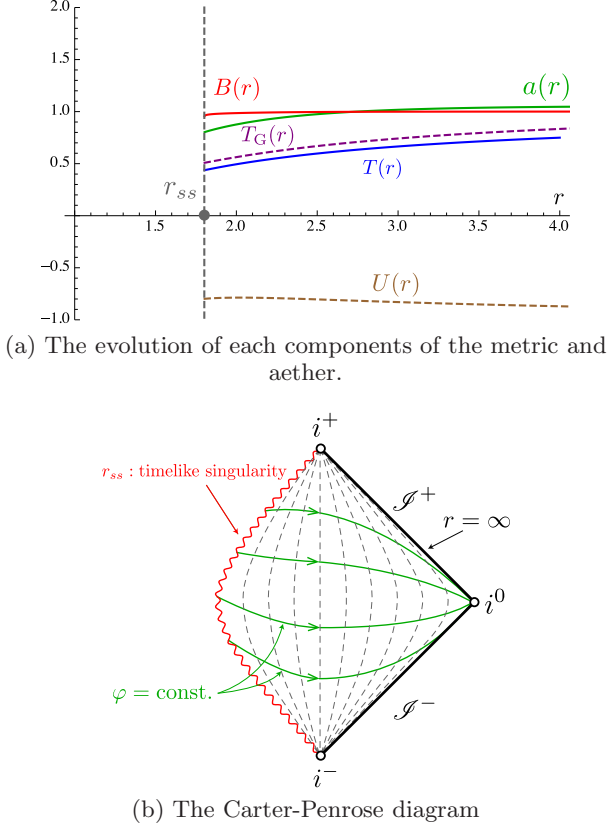 2.0
1.5
1.0
0.5
−0.5
−1.0
B(r)
a(r)
T_G(r)
T(r)
r_ss
r
1.5 2.0 2.5 3.0 3.5 4.0
U(r)
(a) The evolution of each components of the metric and
aether.
i⁺
r_ss : timelike singularity
ℐ⁺
r = ∞
i⁰
φ = const.
ℐ⁻
i⁻
(b) The Carter-Penrose diagram